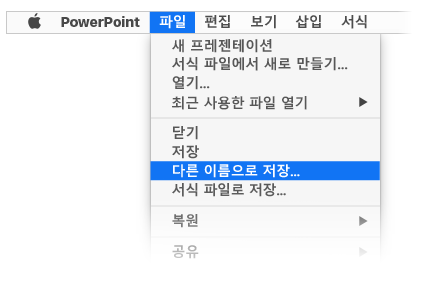 PowerPoint 파일 편집 보기 삽입 서식
새 프레젠테이션
서식 파일에서 새로 만들기...
열기...
최근 사용한 파일 열기
닫기
저장
다른 이름으로 저장...
서식 파일로 저장...
복원
공유